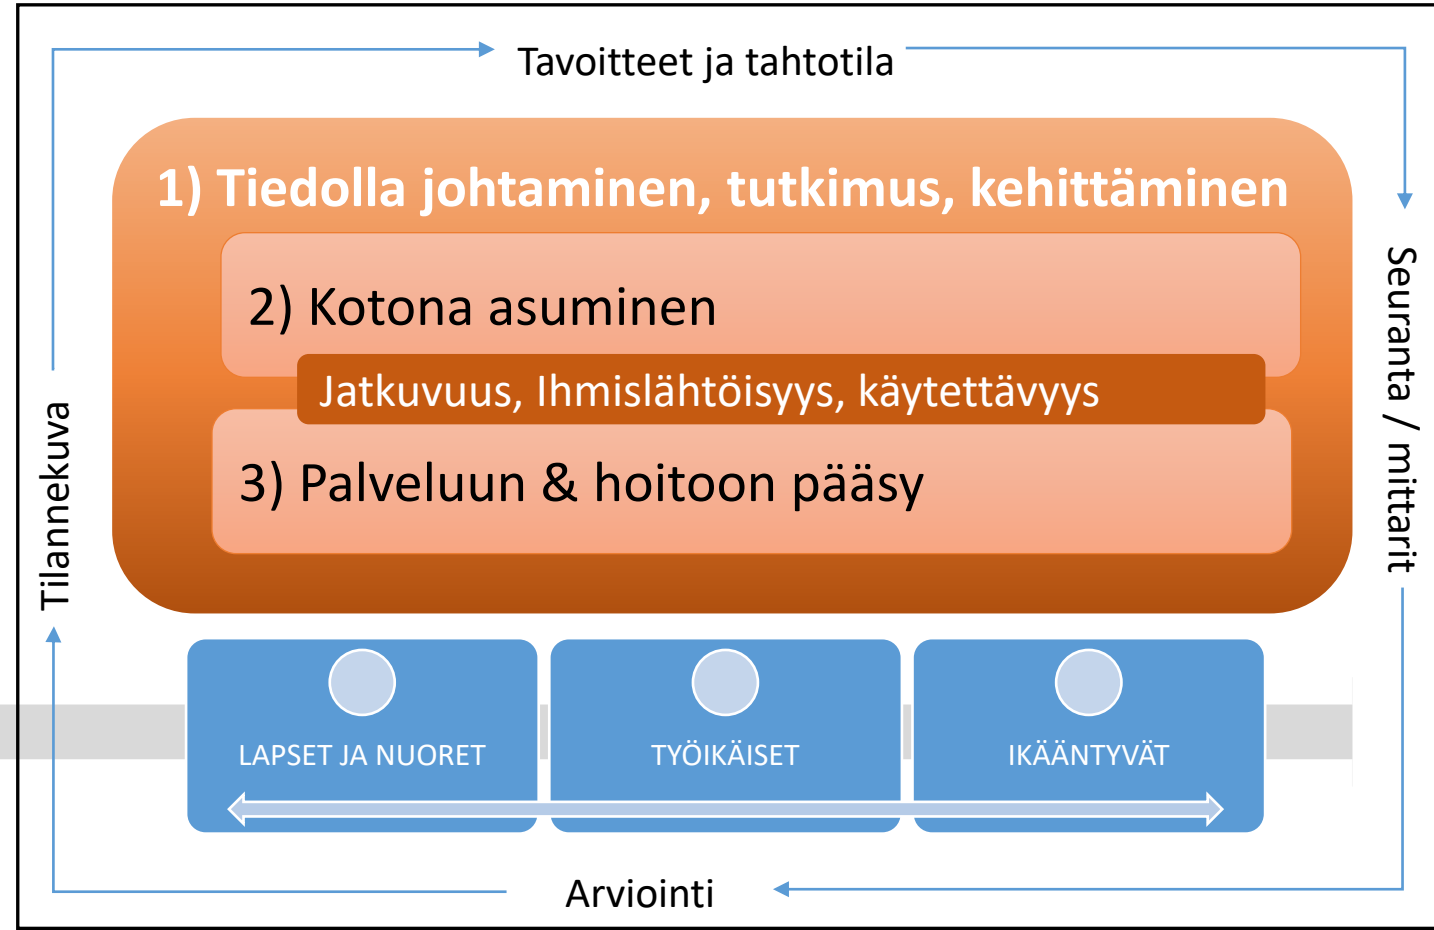 Tavoitteet ja tahtotila
1) Tiedolla johtaminen, tutkimus, kehittäminen
2) Kotona asuminen
Jatkuvuus, Ihmislähtöisyys, käytettävyys
3) Palveluun & hoitoon pääsy
Seuranta / mittarit
Tilannekuva
LAPSET JA NUORET
TYÖIKÄISET
IKÄÄNTYVÄT
Arviointi